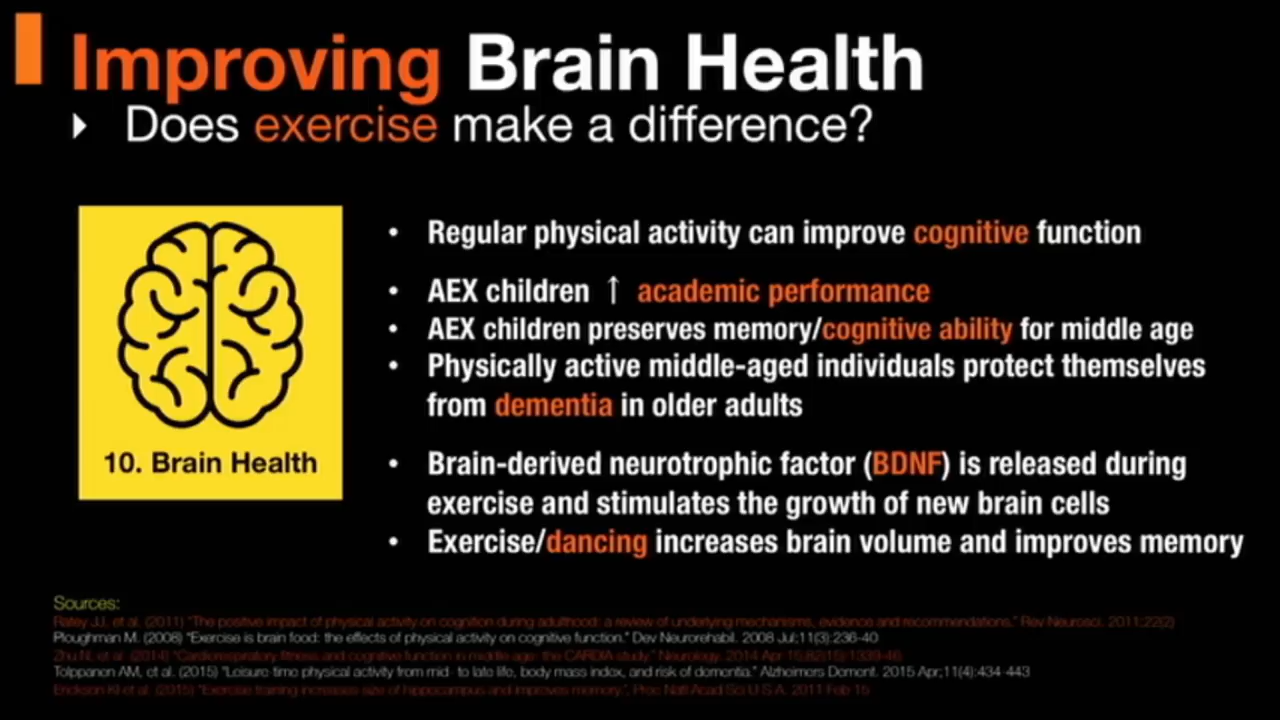 Improving Brain Health
Does exercise make a difference?
10. Brain Health
• Regular physical activity can improve cognitive function
• AEX children ↑ academic performance
• AEX children preserves memory/cognitive ability for middle age
• Physically active middle-aged individuals protect themselves
from dementia in older adults
• Brain-derived neurotrophic factor (BDNF) is released during
exercise and stimulates the growth of new brain cells
• Exercise/dancing increases brain volume and improves memory
Sources:
Ratey JJ, et al. (2011) "The positive impact of physical activity on cognition during adulthood: a review of underlying mechanisms, evidence and recommendations." Rev Neurosci. 2011;22(2)
Ploughman M. (2008) "Exercise is brain food: the effects of physical activity on cognitive function." Dev Neurorehabil. 2008 Jul;11(3):236-40
Zhu N, et al. (2014) "Cardiorespiratory fitness and cognitive function in middle age: the CARDIA study." Neurology. 2014 Apr 15;82(15):1339-46
Tolppanen AM, et al. (2015) "Leisure time physical activity from mid- to late life, body mass index, and risk of dementia." Alzheimers Dement. 2015 Apr;11(4):434-443
Erickson KI et al. (2015) "Exercise training increases size of hippocampus and improves memory". Proc Natl Acad Sci U S A. 2011 Feb 15